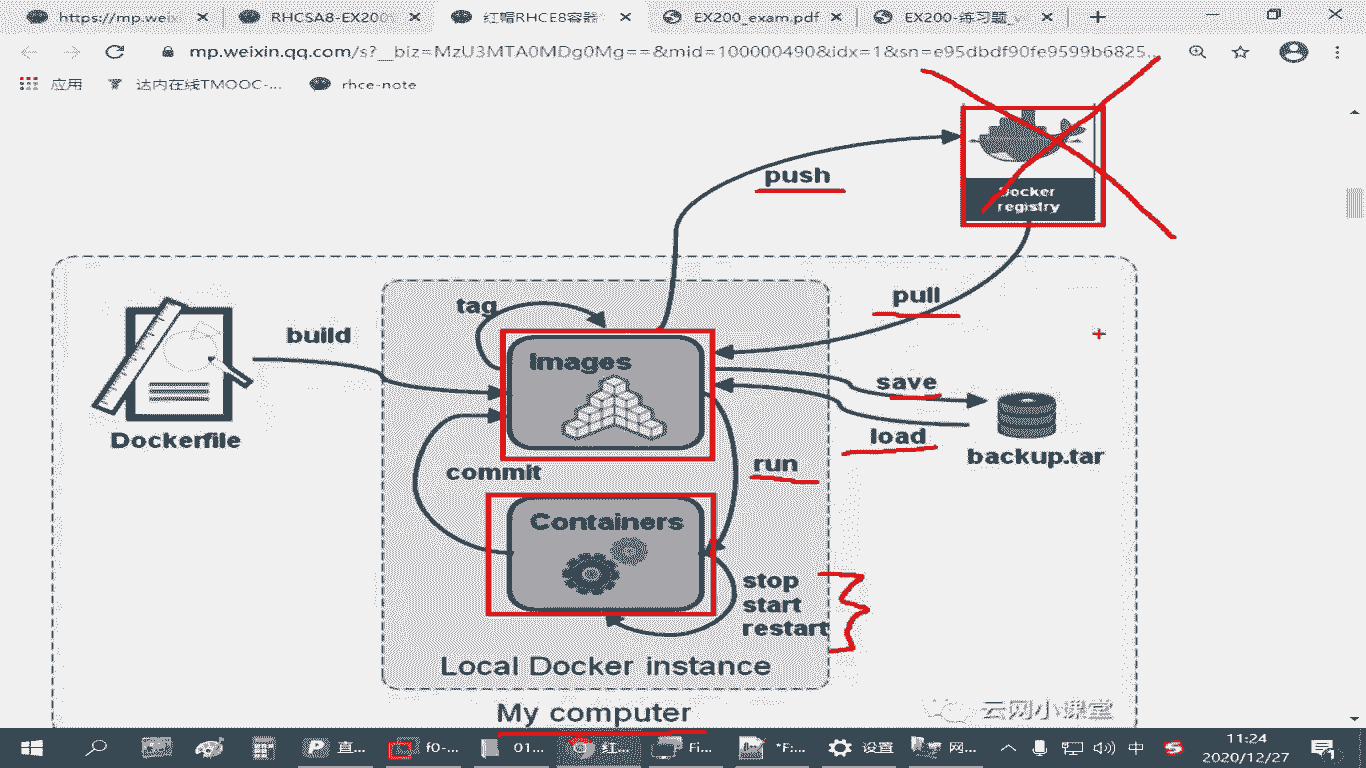 https://mp.weixi
RHCSA8-EX200
红帽RHCE8容器
EX200_exam.pdf
EX200-练习题_v
mp.weixin.qq.com/s?__biz=MzU3MTA0MDg0Mg==&mid=100000490&idx=1&sn=e95dbdf90fe9599b6825...
应用
达内在线TMOOC-...
rhce-note
push
Docker
registry
pull
tag
build
Images
save
Dockerfile
load
backup.tar
commit
run
Containers
stop
start
restart
Local Docker instance
My computer
云网小课堂
直...
f0-...
01...
红...
Fi...
*F:...
设置
网...
中
11:24
2020/12/27